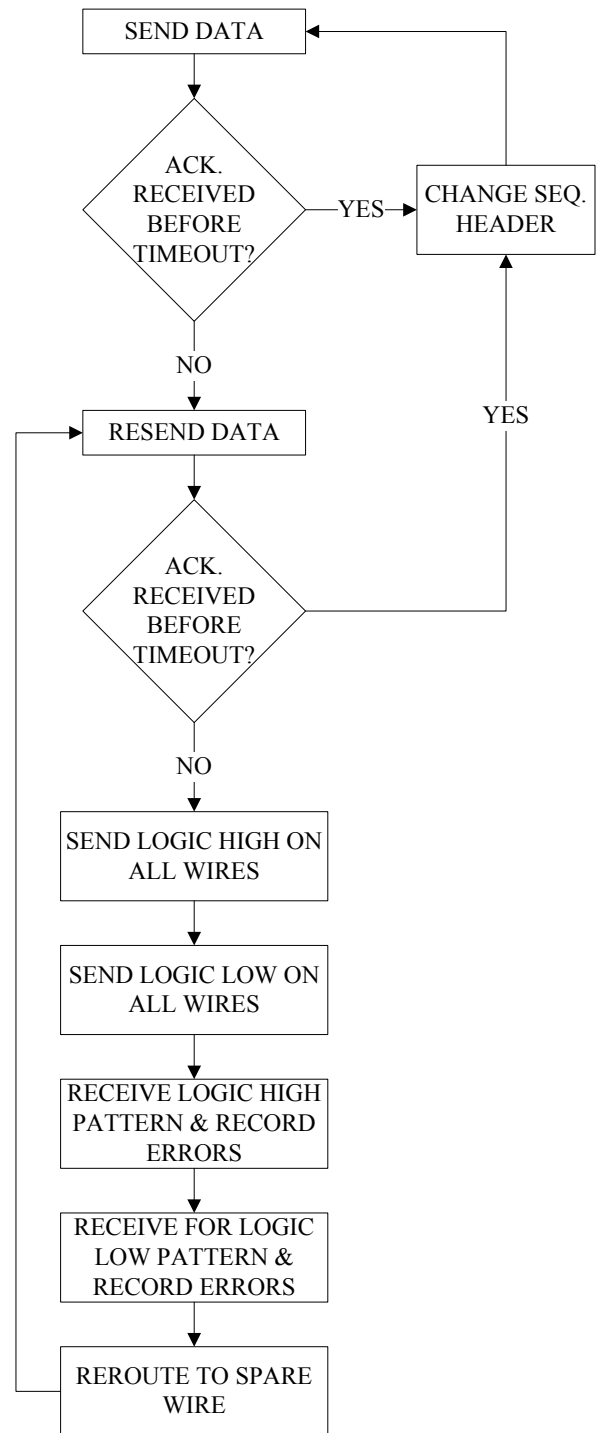 SEND DATA
ACK.
RECEIVED
BEFORE
TIMEOUT?
YES
CHANGE SEQ.
HEADER
NO
RESEND DATA
YES
ACK.
RECEIVED
BEFORE
TIMEOUT?
NO
SEND LOGIC HIGH ON
ALL WIRES
SEND LOGIC LOW ON
ALL WIRES
RECEIVE LOGIC HIGH
PATTERN & RECORD
ERRORS
RECEIVE FOR LOGIC
LOW PATTERN &
RECORD ERRORS
REROUTE TO SPARE
WIRE